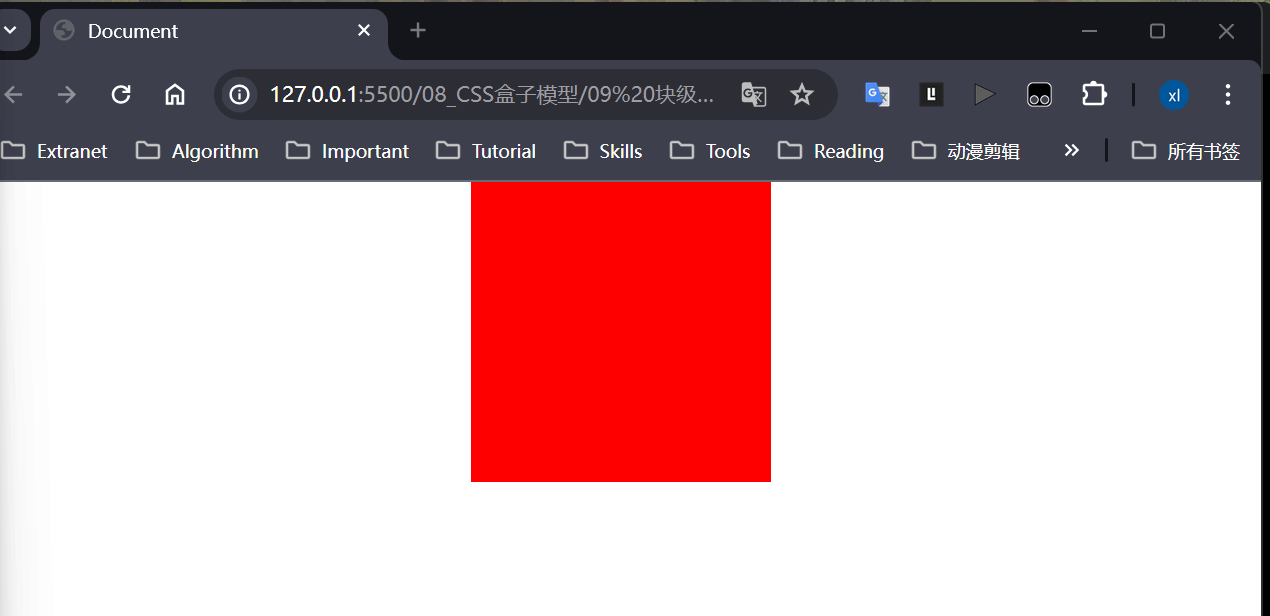 Document
127.0.0.1:5500/08_CSS盒子模型/09%20块级...
xl
Extranet Algorithm Important Tutorial Skills Tools Reading 动漫剪辑 所有书签